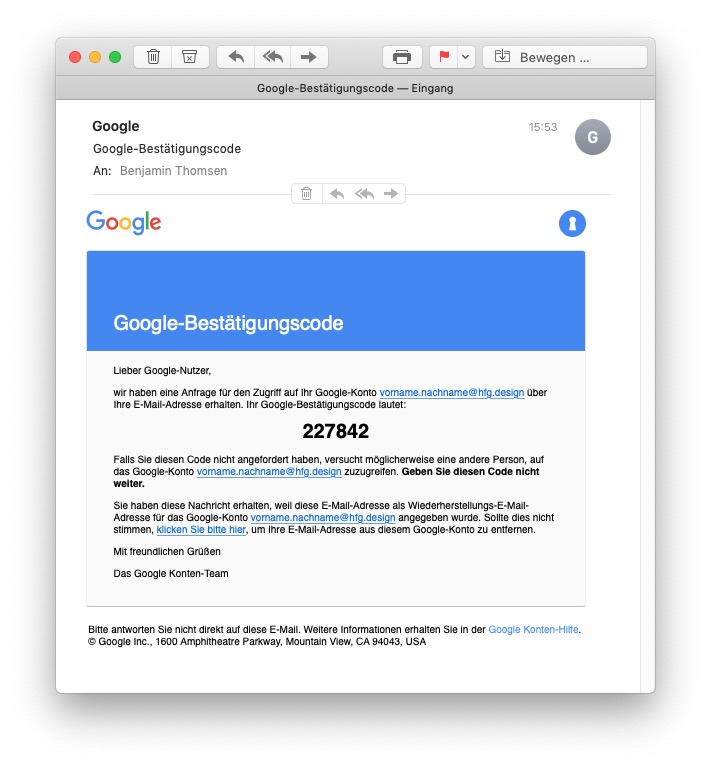 Bewegen ...
Google-Bestätigungscode — Eingang
Google
15:53
G
Google-Bestätigungscode
An: Benjamin Thomsen
Google
Google-Bestätigungscode
Lieber Google-Nutzer,
wir haben eine Anfrage für den Zugriff auf Ihr Google-Konto vorname.nachname@hfg.design über
Ihre E-Mail-Adresse erhalten. Ihr Google-Bestätigungscode lautet:
227842
Falls Sie diesen Code nicht angefordert haben, versucht möglicherweise eine andere Person, auf
das Google-Konto vorname.nachname@hfg.design zuzugreifen. Geben Sie diesen Code nicht
weiter.
Sie haben diese Nachricht erhalten, weil diese E-Mail-Adresse als Wiederherstellungs-E-Mail-
Adresse für das Google-Konto vorname.nachname@hfg.design angegeben wurde. Sollte dies nicht
stimmen, klicken Sie bitte hier, um Ihre E-Mail-Adresse aus diesem Google-Konto zu entfernen.
Mit freundlichen Grüßen
Das Google Konten-Team
Bitte antworten Sie nicht direkt auf diese E-Mail. Weitere Informationen erhalten Sie in der Google Konten-Hilfe.
© Google Inc., 1600 Amphitheatre Parkway, Mountain View, CA 94043, USA